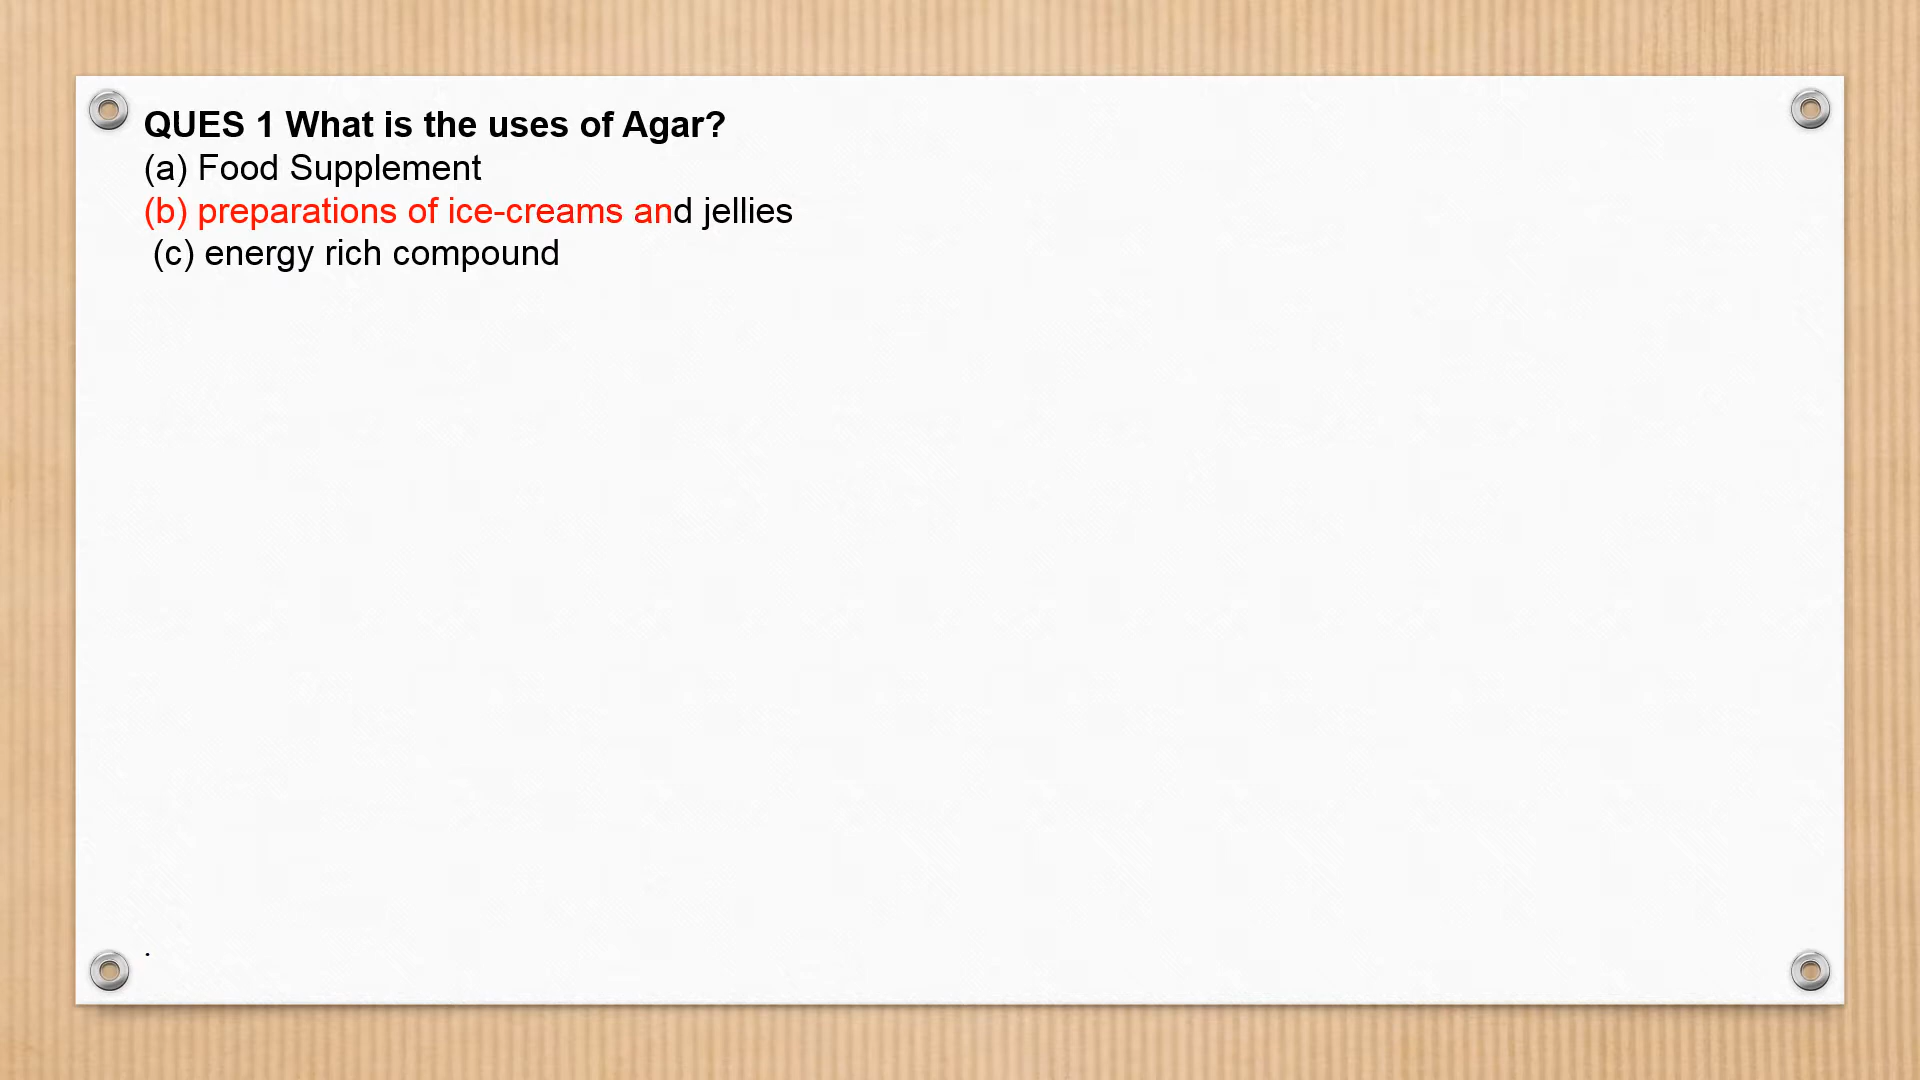 QUES 1 What is the uses of Agar?
(a) Food Supplement
(b) preparations of ice-creams and jellies
(c) energy rich compound
.